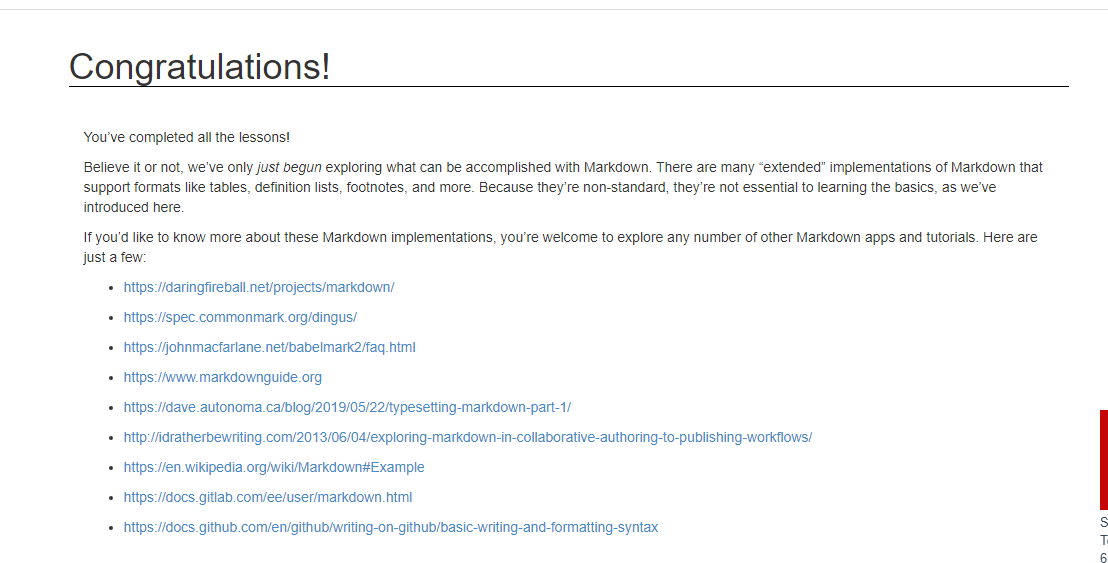 Congratulations!
You’ve completed all the lessons!
Believe it or not, we’ve only just begun exploring what can be accomplished with Markdown. There are many “extended” implementations of Markdown that
support formats like tables, definition lists, footnotes, and more. Because they’re non-standard, they’re not essential to learning the basics, as we’ve
introduced here.
If you’d like to know more about these Markdown implementations, you’re welcome to explore any number of other Markdown apps and tutorials. Here are
just a few:
• https://daringfireball.net/projects/markdown/
• https://spec.commonmark.org/dingus/
• https://johnmacfarlane.net/babelmark2/faq.html
• https://www.markdownguide.org
• https://dave.autonoma.ca/blog/2019/05/22/typesetting-markdown-part-1/
• http://idratherbewriting.com/2013/06/04/exploring-markdown-in-collaborative-authoring-to-publishing-workflows/
• https://en.wikipedia.org/wiki/Markdown#Example
• https://docs.gitlab.com/ee/user/markdown.html
• https://docs.github.com/en/github/writing-on-github/basic-writing-and-formatting-syntax